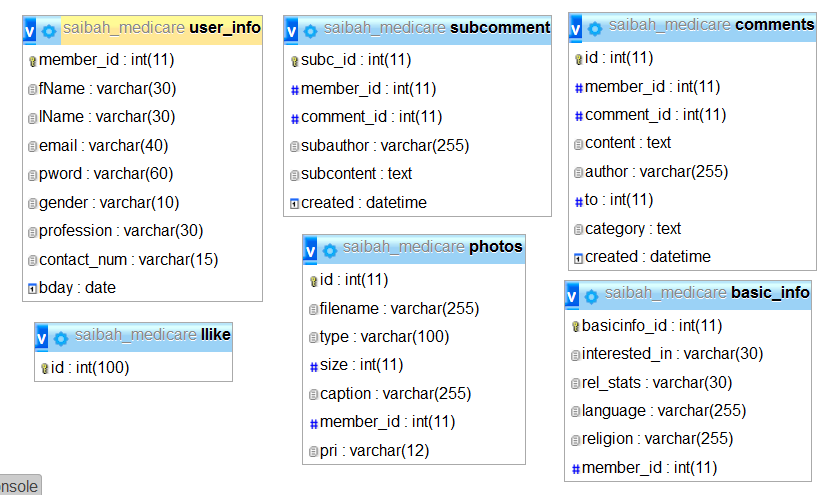 saibah_medicare user_info
member_id : int(11)
fName : varchar(30)
lName : varchar(30)
email : varchar(40)
pword : varchar(60)
gender : varchar(10)
profession : varchar(30)
contact_num : varchar(15)
bday : date
saibah_medicare llike
id : int(100)
saibah_medicare subcomment
subc_id : int(11)
member_id : int(11)
comment_id : int(11)
subauthor : varchar(255)
subcontent : text
created : datetime
saibah_medicare photos
id : int(11)
filename : varchar(255)
type : varchar(100)
size : int(11)
caption : varchar(255)
member_id : int(11)
pri : varchar(12)
saibah_medicare comments
id : int(11)
member_id : int(11)
comment_id : int(11)
content : text
author : varchar(255)
to : int(11)
category : text
created : datetime
saibah_medicare basic_info
basicinfo_id : int(11)
interested_in : varchar(30)
rel_stats : varchar(30)
language : varchar(255)
religion : varchar(255)
member_id : int(11)
nsole